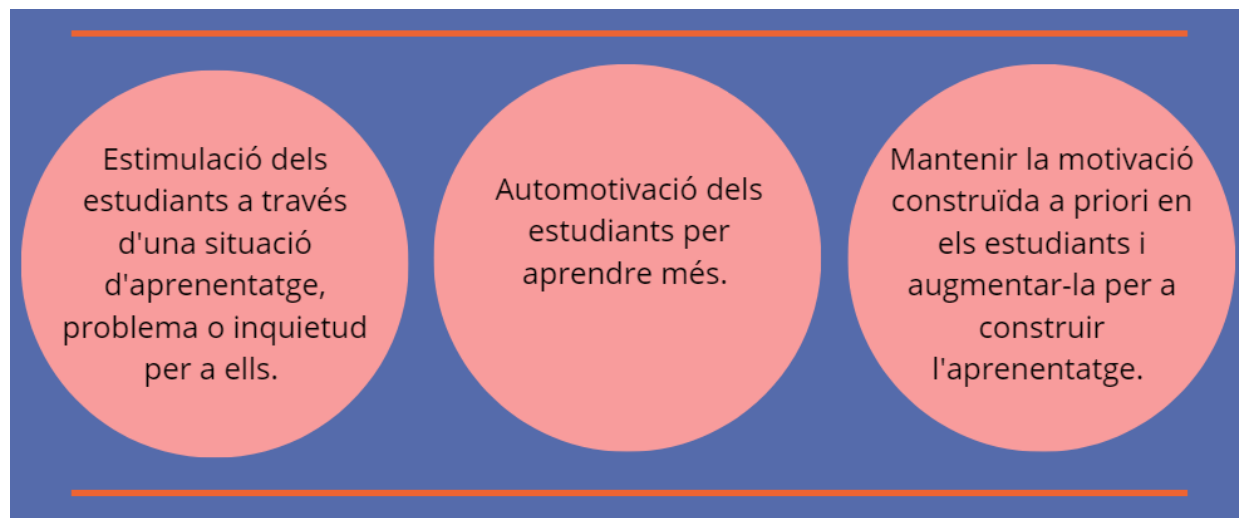 Estimulació dels
estudiants a través
d'una situació
d'aprenentatge,
problema o inquietud
per a ells.
Automotivació dels
estudiants per
aprendre més.
Mantenir la motivació
construïda a priori en
els estudiants i
augmentar-la per a
construir
l'aprenentatge.